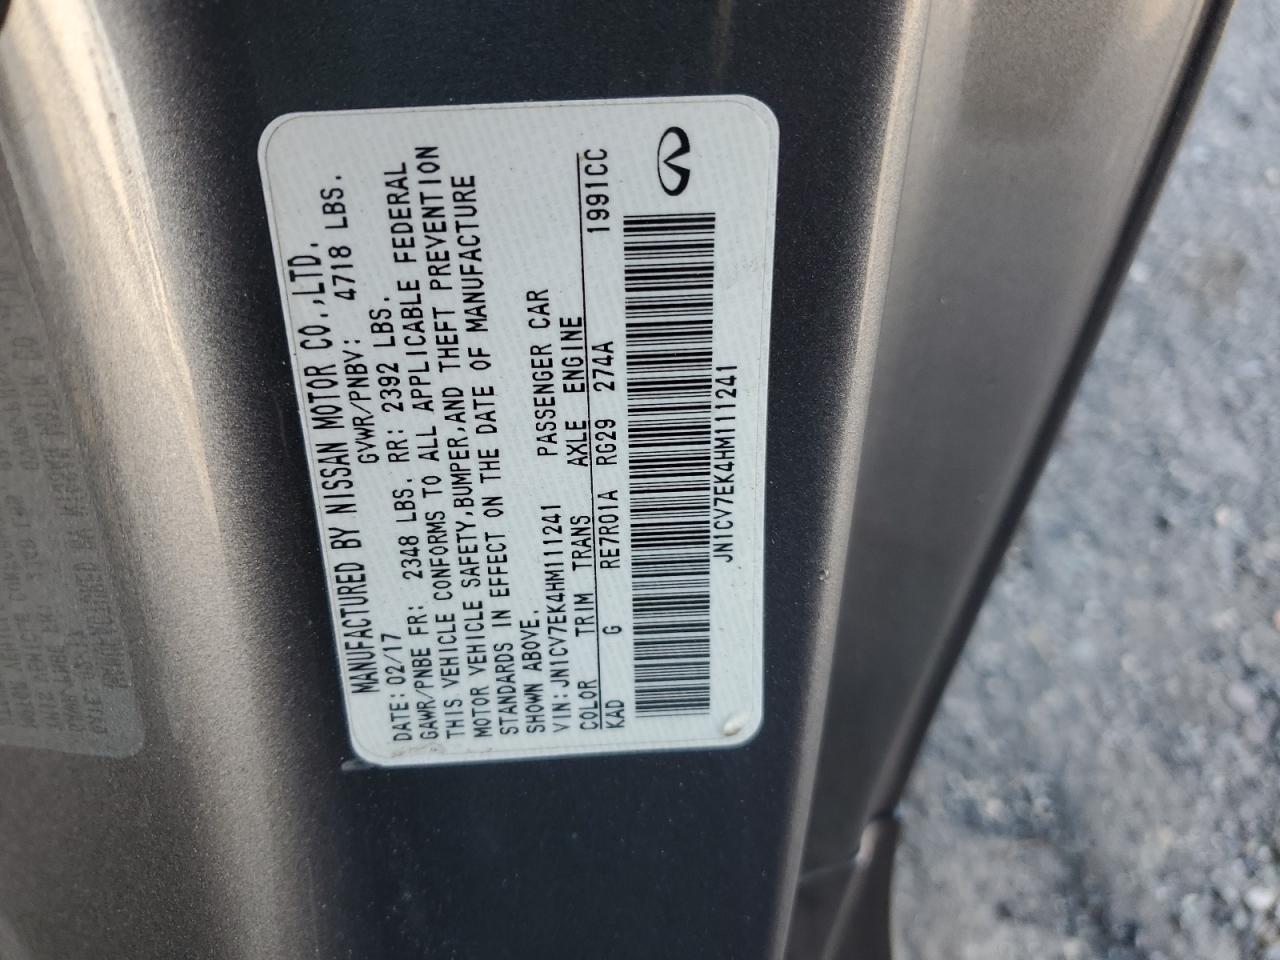 MANUFACTURED BY NISSAN MOTOR CO.,LTD.
DATE: 02/17 GVWR/PNBV: 4718 LBS.
GAWR/PNBE FR: 2348 LBS. RR: 2392 LBS.
THIS VEHICLE CONFORMS TO ALL APPLICABLE FEDERAL
MOTOR VEHICLE SAFETY,BUMPER,AND THEFT PREVENTION
STANDARDS IN EFFECT ON THE DATE OF MANUFACTURE
SHOWN ABOVE.
VIN:JN1CV7EK4HM111241 PASSENGER CAR
COLOR TRIM TRANS AXLE ENGINE
KAD G RE7R01A RG29 274A 1991CC
JN1CV7EK4HM111241